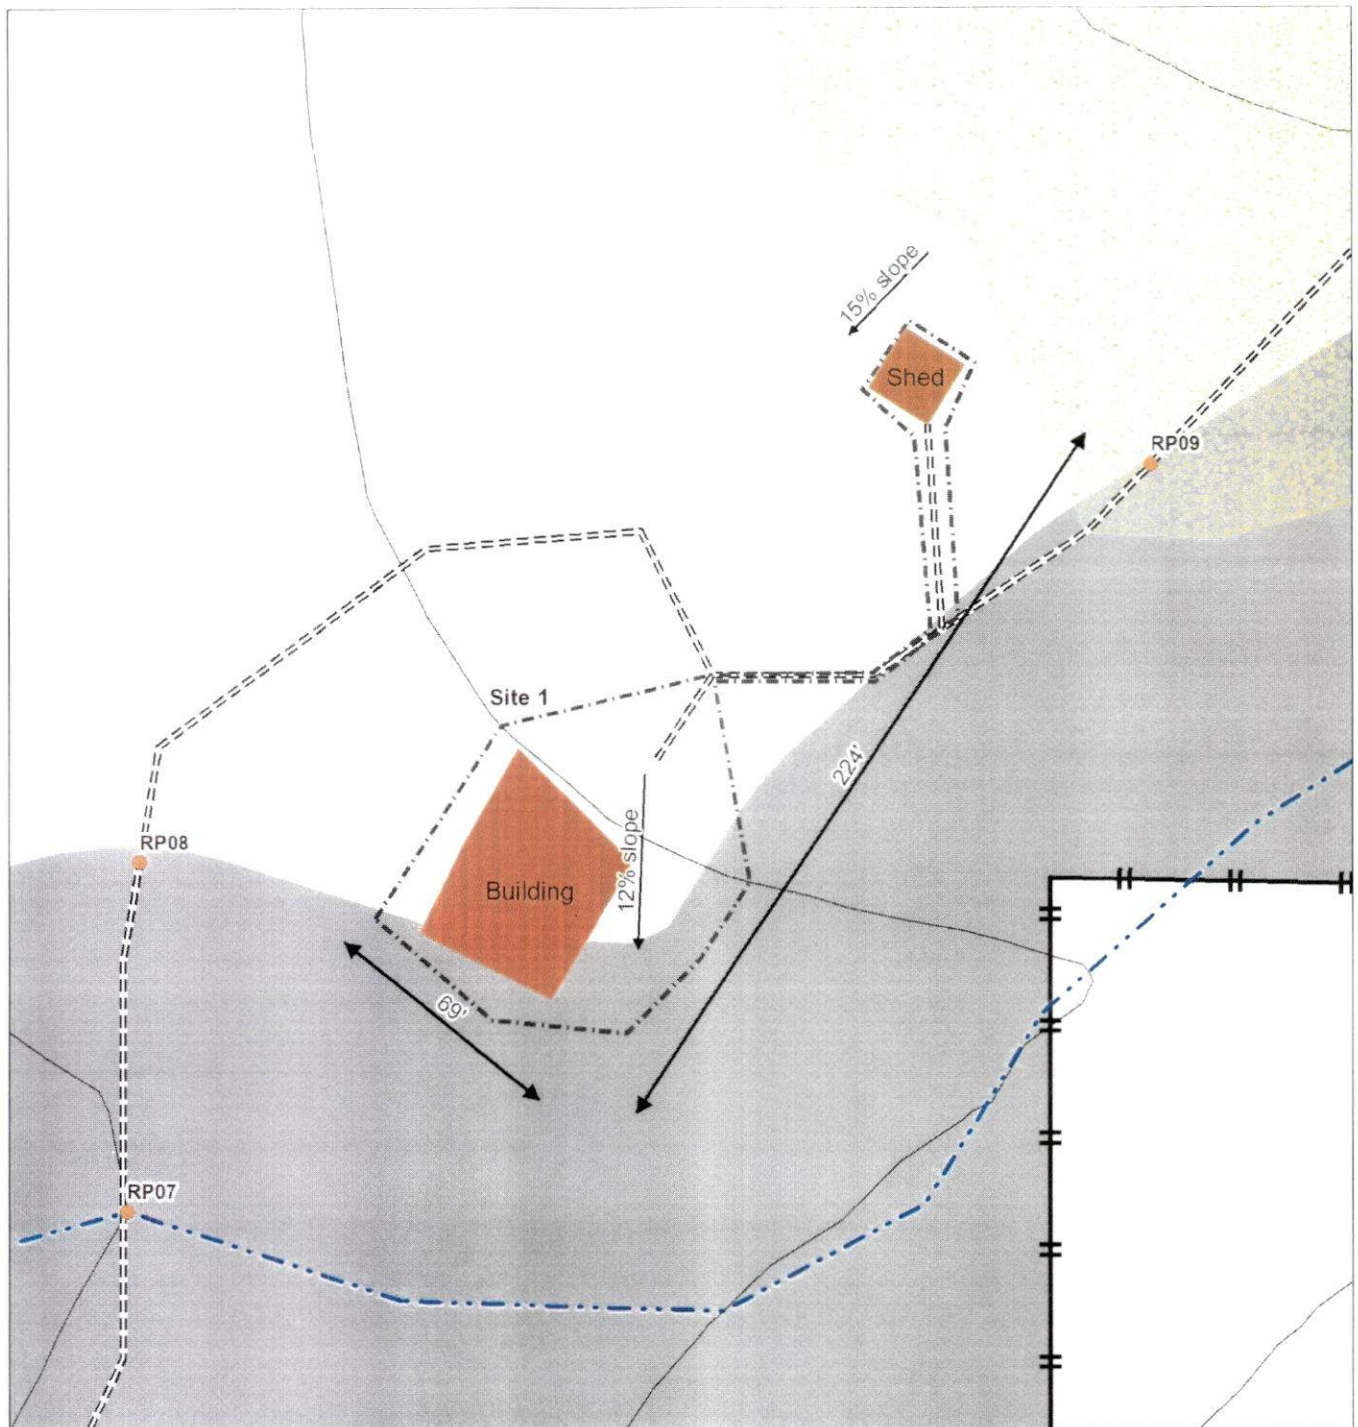 15% slope
Shed
RP09
Site 1
224'
RP08
12% slope
Building
69'
RP07